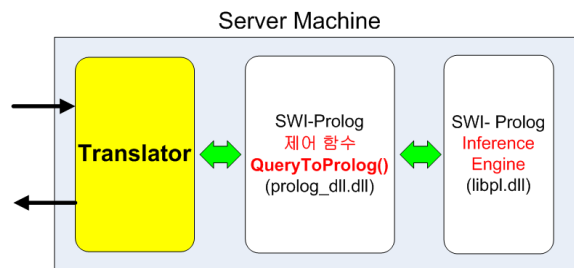 Server Machine
Translator
SWI-Prolog
제어 함수
QueryToProlog()
(prolog_dll.dll)
SWI- Prolog
Inference
Engine
(libpl.dll)